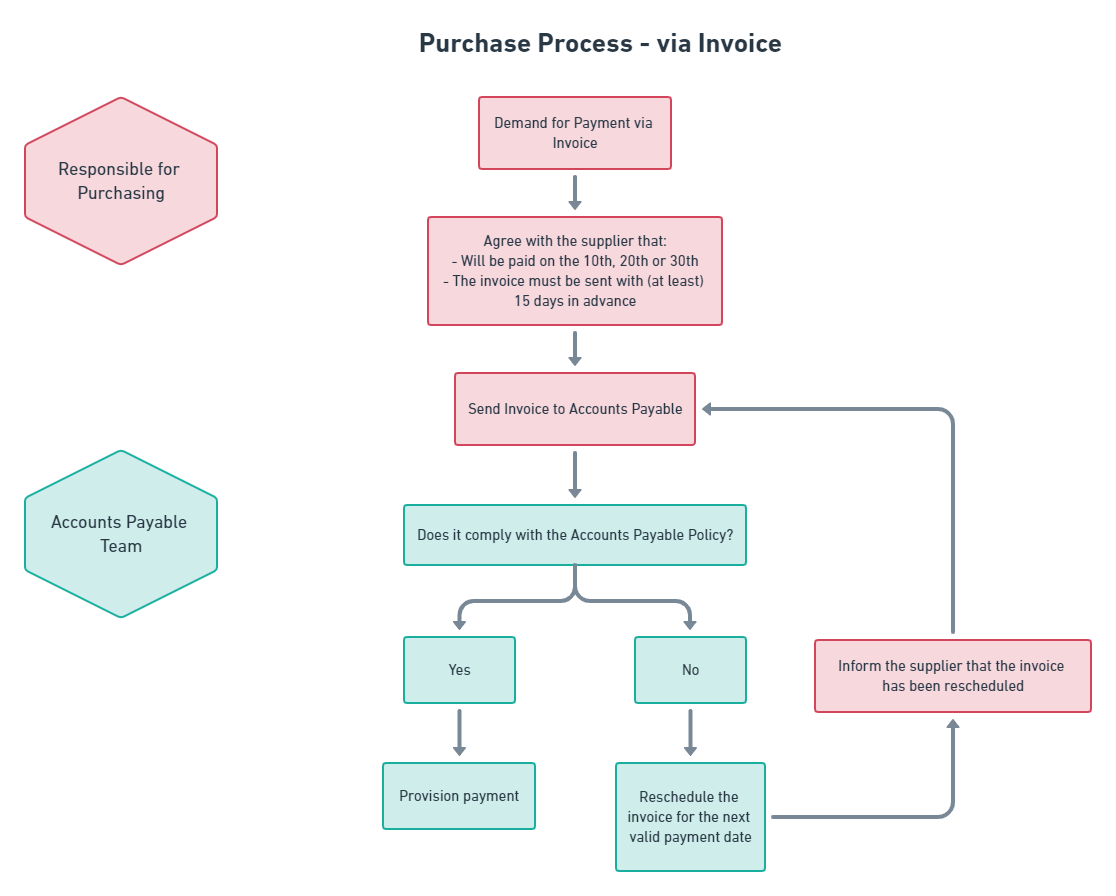 Purchase Process - via Invoice
Responsible for
Purchasing
Demand for Payment via
Invoice
Agree with the supplier that:
- Will be paid on the 10th, 20th or 30th
- The invoice must be sent with (at least)
15 days in advance
Send Invoice to Accounts Payable
Accounts Payable
Team
Does it comply with the Accounts Payable Policy?
Yes
No
Inform the supplier that the invoice
has been rescheduled
Provision payment
Reschedule the
invoice for the next
valid payment date